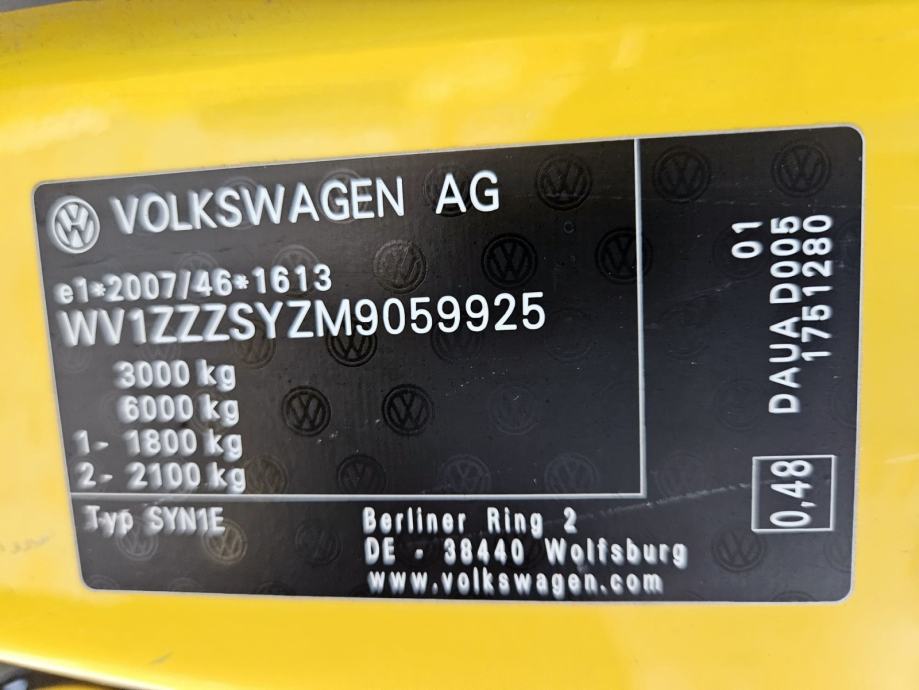 VOLKSWAGEN AG
e1*2007/46*1613
WV1ZZZSYZM9059925
3000 kg
6000 kg
1- 1800 kg
2- 2100 kg
Typ SYN1E
Berliner Ring 2
DE - 38440 Wolfsburg
www.volkswagen.com
01
DAUA D005
1751280
0,48